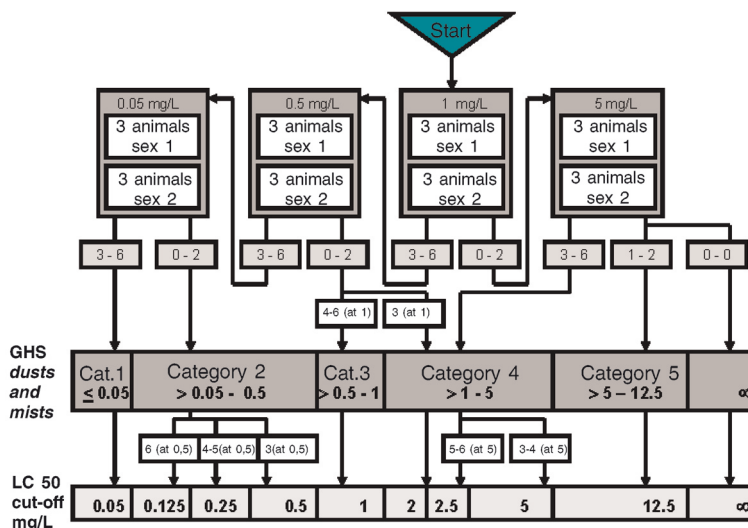 Start
0.05 mg/L
0.5 mg/L
1 mg/L
5 mg/L
3 animals
sex 1
3 animals
sex 1
3 animals
sex 1
3 animals
sex 1
3 animals
sex 2
3 animals
sex 2
3 animals
sex 2
3 animals
sex 2
3 - 6
0 - 2
3 - 6
0 - 2
3 - 6
0 - 2
3 - 6
1 - 2
0 - 0
4-6 (at 1)
3 (at 1)
GHS
dusts
and
mists
Cat.1
≤ 0.05
Category 2
> 0.05 - 0.5
Cat.3
> 0.5 - 1
Category 4
> 1 - 5
Category 5
> 5 – 12.5
∞
6 (at 0,5)
4-5(at 0,5)
3(at 0,5)
5-6 (at 5)
3-4 (at 5)
LC 50
cut-off
mg/L
0.05
0.125
0.25
0.5
1
2
2.5
5
12.5
∞